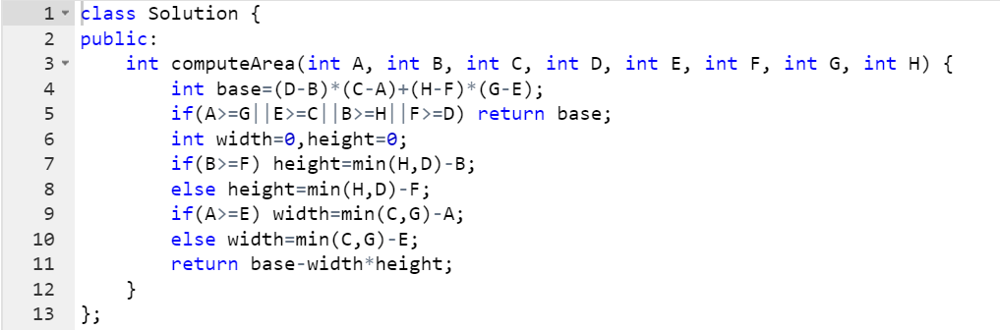 1 class Solution {
2 public:
3     int computeArea(int A, int B, int C, int D, int E, int F, int G, int H) {
4         int base=(D-B)*(C-A)+(H-F)*(G-E);
5         if(A>=G||E>=C||B>=H||F>=D) return base;
6         int width=0,height=0;
7         if(B>=F) height=min(H,D)-B;
8         else height=min(H,D)-F;
9         if(A>=E) width=min(C,G)-A;
10         else width=min(C,G)-E;
11         return base-width*height;
12     }
13 };